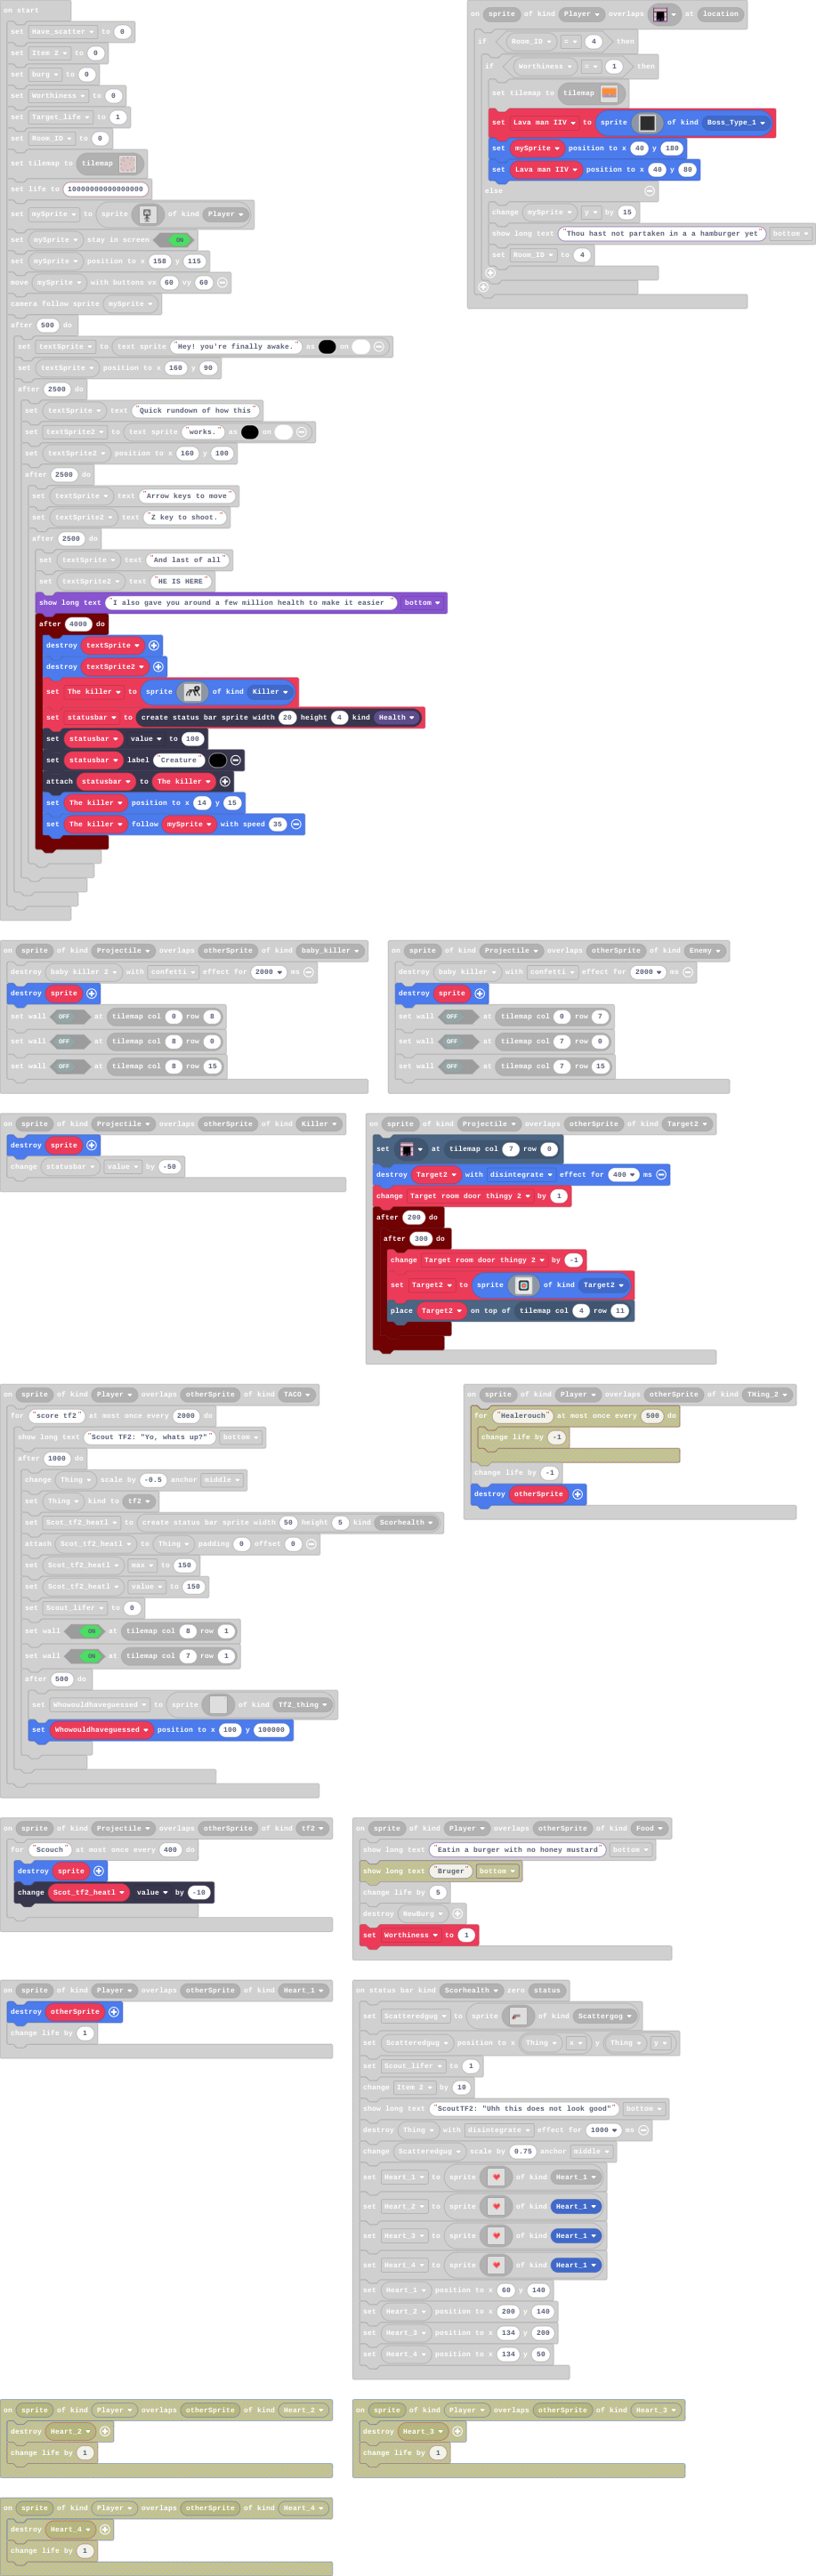 on start
set Have_scatter to 0
set Item 2 to 0
set burg to 0
set Worthiness to 0
set Target_life to 1
set Room_ID to 0
set tilemap to tilemap
set life to 10000000000000000
set mySprite to sprite of kind Player
set mySprite stay in screen ON
set mySprite position to x 158 y 115
move mySprite with buttons vx 60 vy 60
camera follow sprite mySprite
after 500 do
set textSprite to text sprite "Hey! you're finally awake." as on
set textSprite position to x 160 y 90
after 2500 do
set textSprite text "Quick rundown of how this"
set textSprite2 to text sprite "works." as on
set textSprite2 position to x 160 y 100
after 2500 do
set textSprite text "Arrow keys to move"
set textSprite2 text "Z key to shoot."
after 2500 do
set textSprite text "And last of all"
set textSprite2 text "HE IS HERE"
show long text "I also gave you around a few million health to make it easier" bottom
after 4000 do
destroy textSprite
destroy textSprite2
set The killer to sprite of kind Killer
set statusbar to create status bar sprite width 20 height 4 kind Health
set statusbar value to 100
set statusbar label "Creature"
attach statusbar to The killer
set The killer position to x 14 y 15
set The killer follow mySprite with speed 35
on sprite of kind Player overlaps at location
if Room_ID = 4 then
if Worthiness = 1 then
set tilemap to tilemap
set Lava man IIV to sprite of kind Boss_Type_1
set mySprite position to x 40 y 180
set Lava man IIV position to x 40 y 80
else
change mySprite y by 15
show long text "Thou hast not partaken in a a hamburger yet" bottom
set Room_ID to 4
on sprite of kind Projectile overlaps otherSprite of kind baby_killer
destroy baby killer 2 with confetti effect for 2000 ms
destroy sprite
set wall OFF at tilemap col 0 row 8
set wall OFF at tilemap col 8 row 0
set wall OFF at tilemap col 8 row 15
on sprite of kind Projectile overlaps otherSprite of kind Enemy
destroy baby killer with confetti effect for 2000 ms
destroy sprite
set wall OFF at tilemap col 0 row 7
set wall OFF at tilemap col 7 row 0
set wall OFF at tilemap col 7 row 15
on sprite of kind Projectile overlaps otherSprite of kind Killer
destroy sprite
change statusbar value by -50
on sprite of kind Projectile overlaps otherSprite of kind Target2
set at tilemap col 7 row 0
destroy Target2 with disintegrate effect for 400 ms
change Target room door thingy 2 by 1
after 200 do
after 300 do
change Target room door thingy 2 by -1
set Target2 to sprite of kind Target2
place Target2 on top of tilemap col 4 row 11
on sprite of kind Player overlaps otherSprite of kind TACO
for "score tf2" at most once every 2000 do
show long text "Scout TF2: "Yo, whats up?"" bottom
after 1000 do
change Thing scale by -0.5 anchor middle
set Thing kind to tf2
set Scot_tf2_heatl to create status bar sprite width 50 height 5 kind Scorhealth
attach Scot_tf2_heatl to Thing padding 0 offset 0
set Scot_tf2_heatl max to 150
set Scot_tf2_heatl value to 150
set Scout_lifer to 0
set wall ON at tilemap col 8 row 1
set wall ON at tilemap col 7 row 1
after 500 do
set Whowouldhaveguessed to sprite of kind Tf2_thing
set Whowouldhaveguessed position to x 100 y 100000
on sprite of kind Player overlaps otherSprite of kind THing_2
for "Healerouch" at most once every 500 do
change life by -1
change life by -1
destroy otherSprite
on sprite of kind Projectile overlaps otherSprite of kind tf2
for "Scouch" at most once every 400 do
destroy sprite
change Scot_tf2_heatl value by -10
on sprite of kind Player overlaps otherSprite of kind Food
show long text "Eatin a burger with no honey mustard" bottom
show long text "Bruger" bottom
change life by 5
destroy NewBurg
set Worthiness to 1
on sprite of kind Player overlaps otherSprite of kind Heart_1
destroy otherSprite
change life by 1
on status bar kind Scorhealth zero status
set Scatteredgug to sprite of kind Scattergog
set Scatteredgug position to x Thing x y Thing y
set Scout_lifer to 1
change Item 2 by 10
show long text "ScoutTF2: "Uhh this does not look good"" bottom
destroy Thing with disintegrate effect for 1000 ms
change Scatteredgug scale by 0.75 anchor middle
set Heart_1 to sprite of kind Heart_1
set Heart_2 to sprite of kind Heart_1
set Heart_3 to sprite of kind Heart_1
set Heart_4 to sprite of kind Heart_1
set Heart_1 position to x 60 y 140
set Heart_2 position to x 200 y 140
set Heart_3 position to x 134 y 200
set Heart_4 position to x 134 y 50
on sprite of kind Player overlaps otherSprite of kind Heart_2
destroy Heart_2
change life by 1
on sprite of kind Player overlaps otherSprite of kind Heart_3
destroy Heart_3
change life by 1
on sprite of kind Player overlaps otherSprite of kind Heart_4
destroy Heart_4
change life by 1